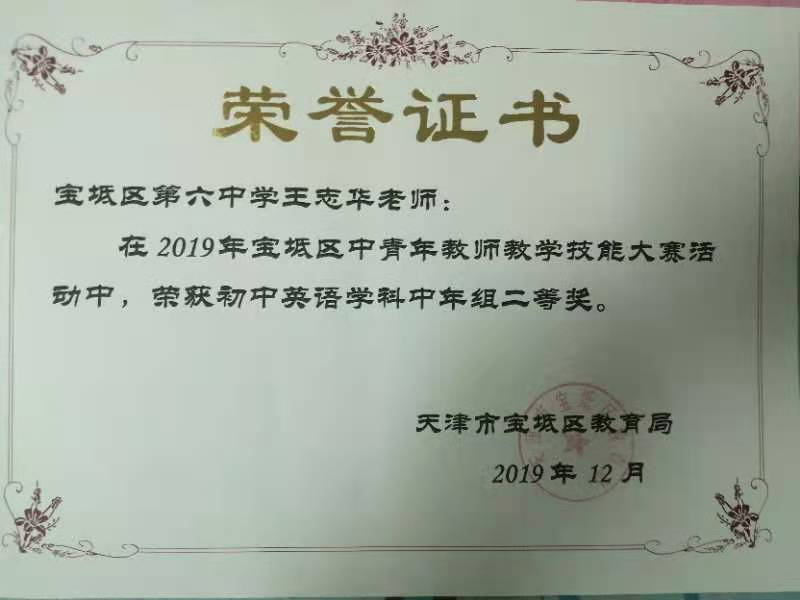 荣誉证书
宝坻区第六中学王志华老师：
在2019年宝坻区中青年教师教学技能大赛活
动中，荣获初中英语学科中年组二等奖。
天津市宝坻区教育局
2019年12月